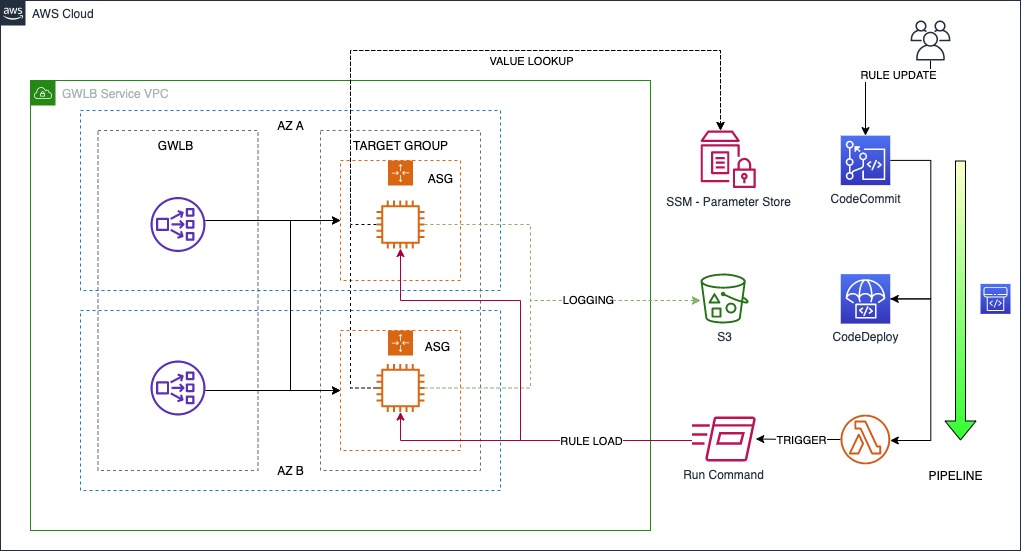 aws
AWS Cloud
VALUE LOOKUP
RULE UPDATE
GWLB Service VPC
AZ A
GWLB
TARGET GROUP
ASG
SSM - Parameter Store
CodeCommit
LOGGING
S3
CodeDeploy
ASG
RULE LOAD
TRIGGER
AZ B
Run Command
PIPELINE